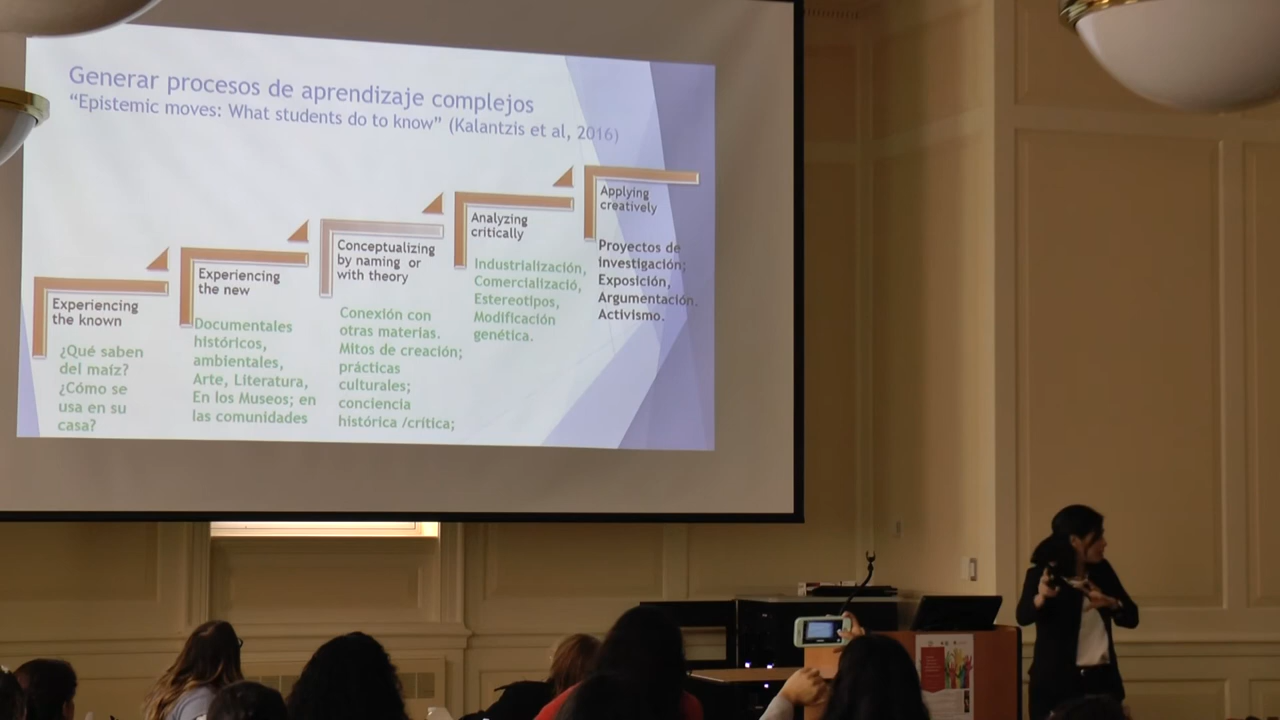 Generar procesos de aprendizaje complejos
“Epistemic moves: What students do to know” (Kalantzis et al, 2016)
Experiencing
the known
¿Qué saben
del maíz?
¿Cómo se
usa en su
casa?
Experiencing
the new
Documentales
históricos,
ambientales,
Arte, Literatura,
En los Museos; en
las comunidades
Conceptualizing
by naming or
with theory
Conexión con
otras materias.
Mitos de creación;
prácticas
culturales;
conciencia
histórica /crítica;
Analyzing
critically
Industrialización,
Comercializació,
Estereotipos,
Modificación
genética.
Applying
creatively
Proyectos de
investigación;
Exposición,
Argumentación.
Activismo.